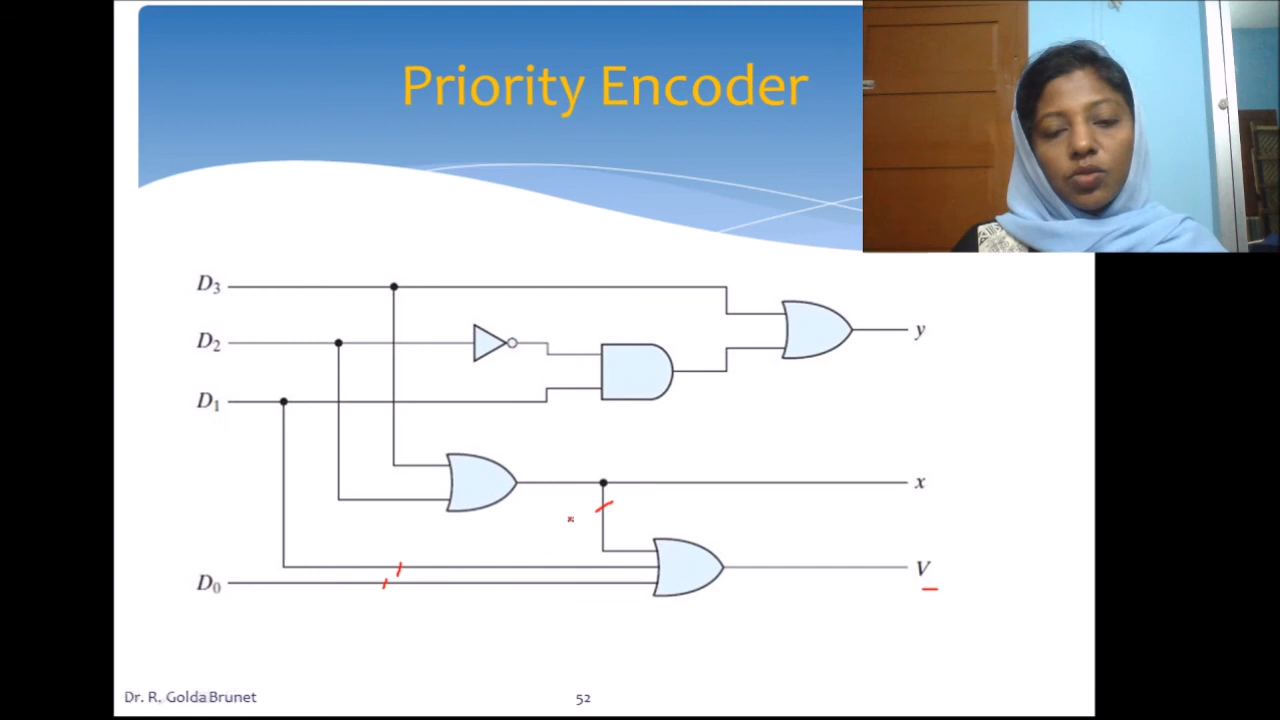 Priority Encoder
D3
D2
D1
D0
y
x
V
Dr. R. Golda Brunet
52